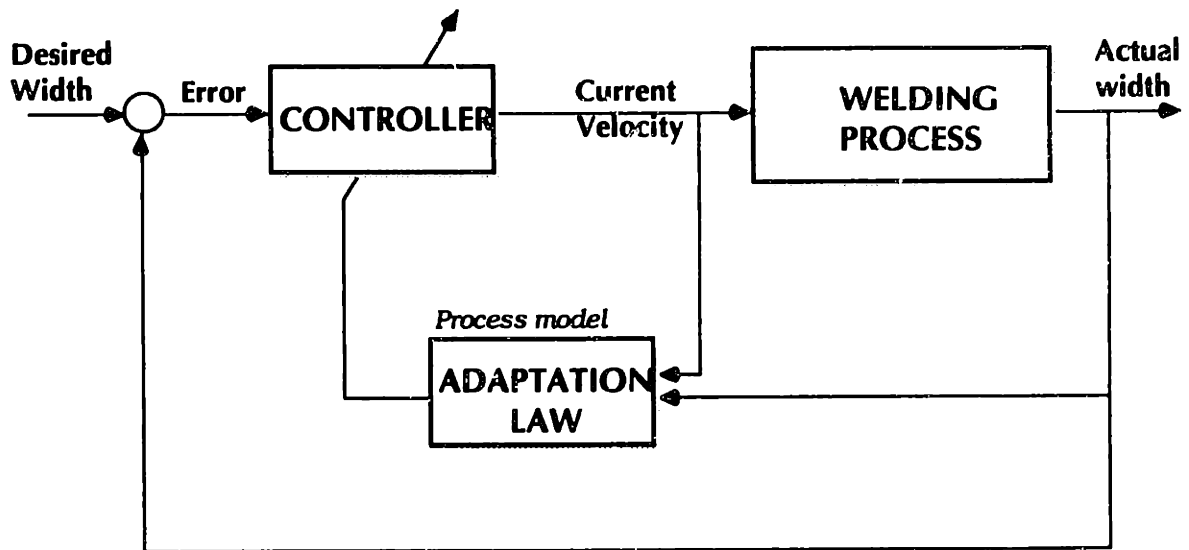 Desired
Width
Error
CONTROLLER
Current
Velocity
WELDING
PROCESS
Actual
width
Process model
ADAPTATION
LAW